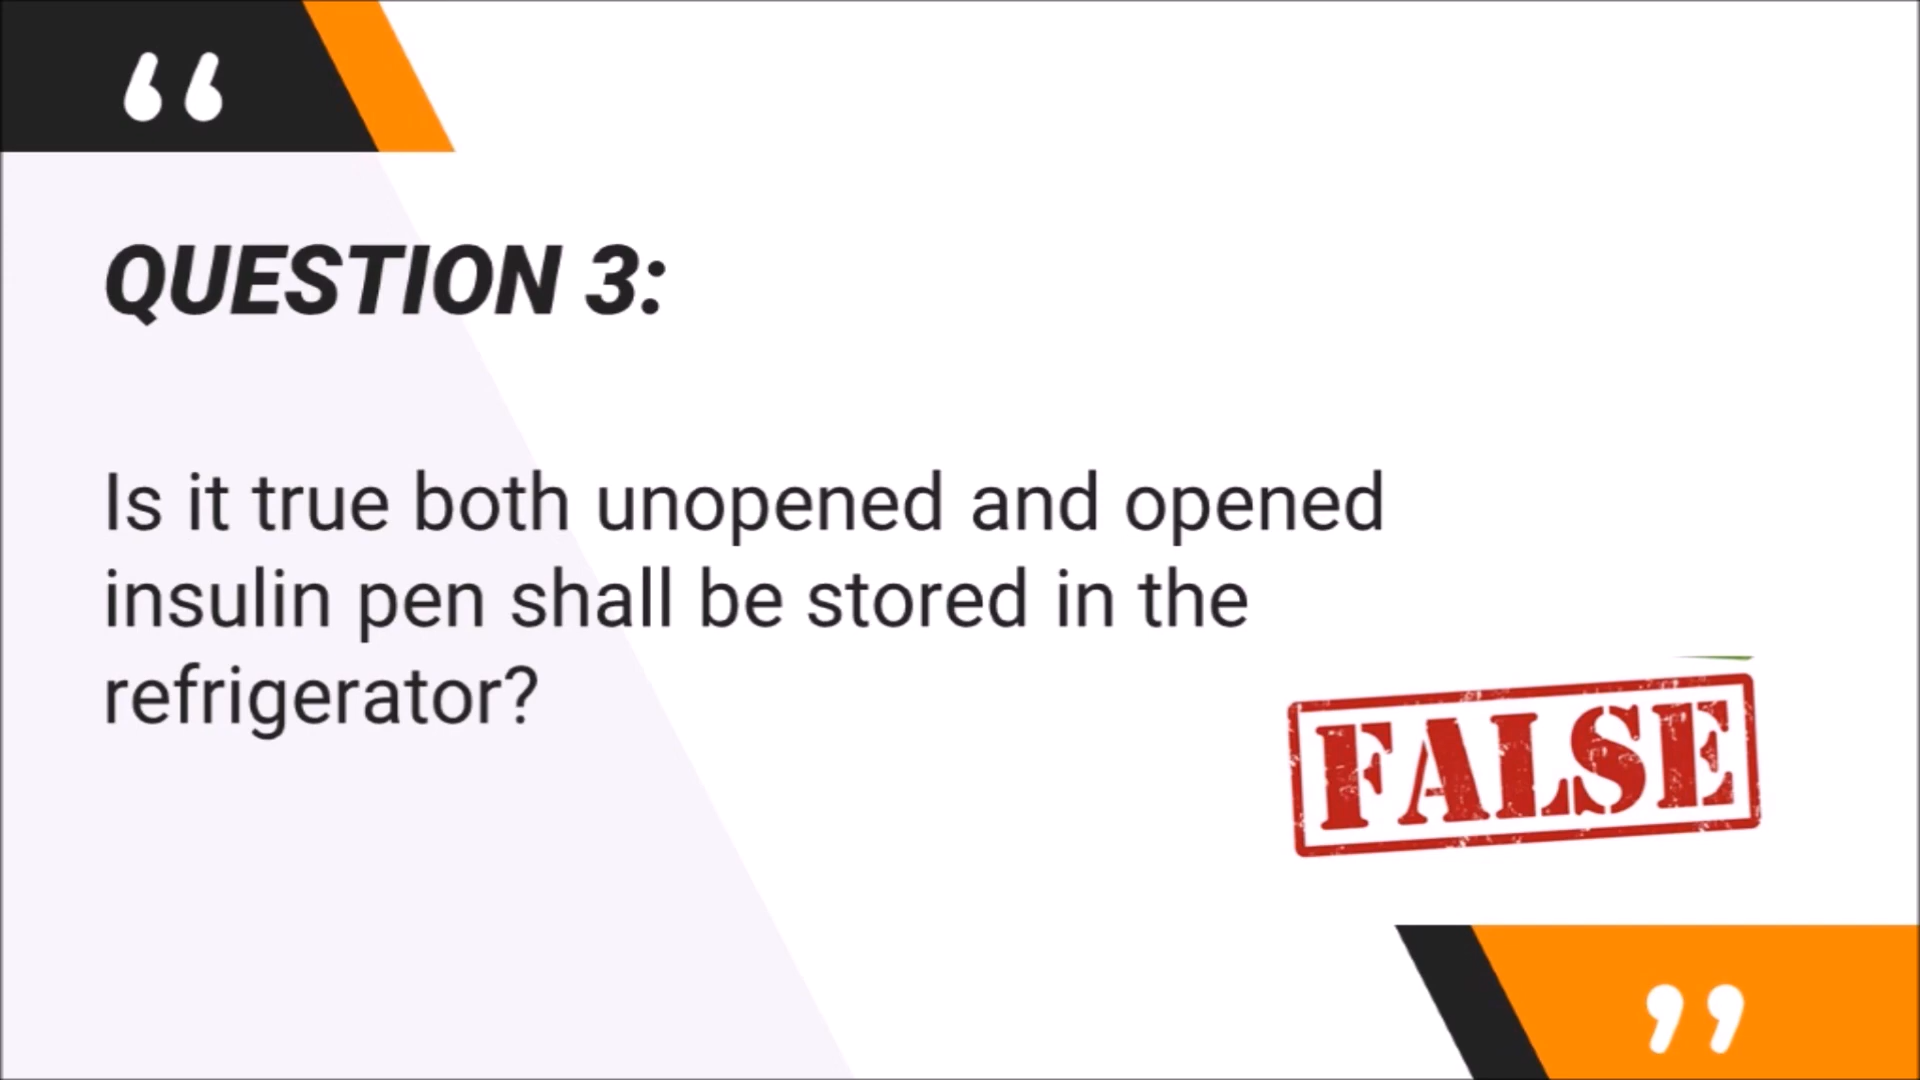 “
QUESTION 3:
Is it true both unopened and opened
insulin pen shall be stored in the
refrigerator?
FALSE
”